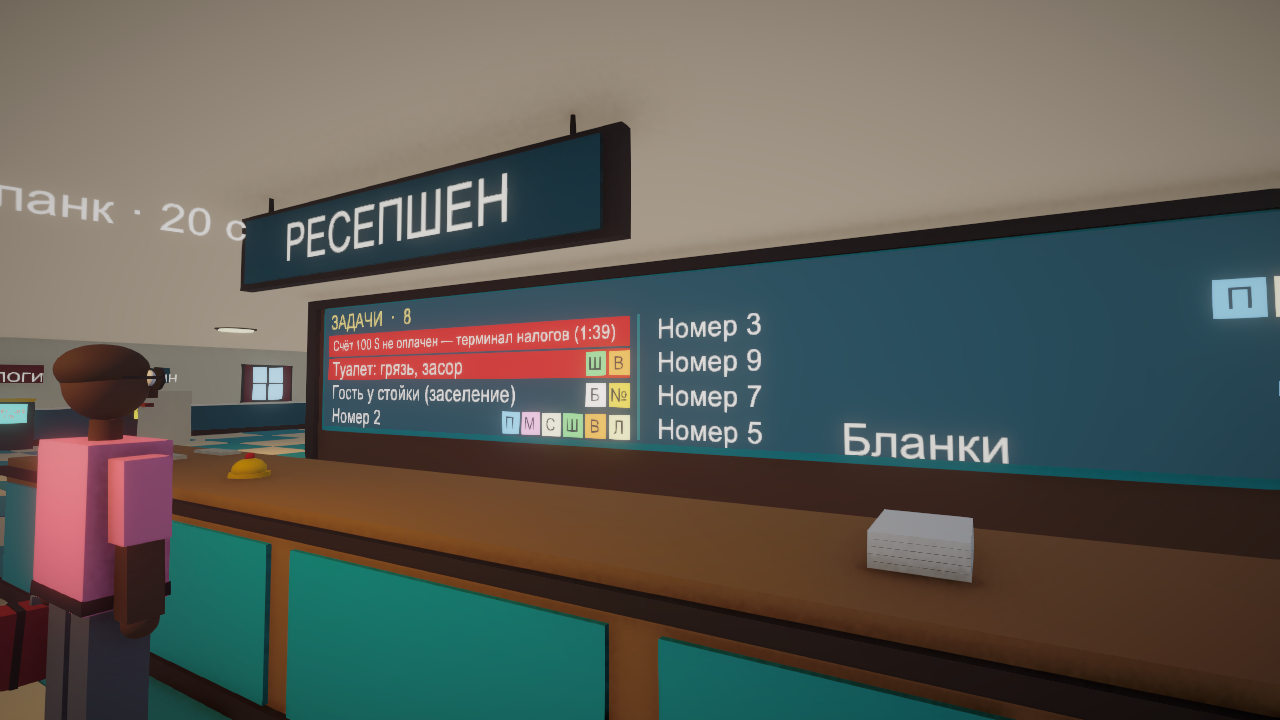 ланк · 20 с
РЕСЕПШЕН
ЗАДАЧИ · 8
Счёт 100 $ не оплачен — терминал налогов (1:39)
Туалет: грязь, засор Ш В
Гость у стойки (заселение) Б №
Номер 2 П М С Ш В Л
Номер 3
Номер 9
Номер 7
Номер 5
П
Бланки
ЛОГИ